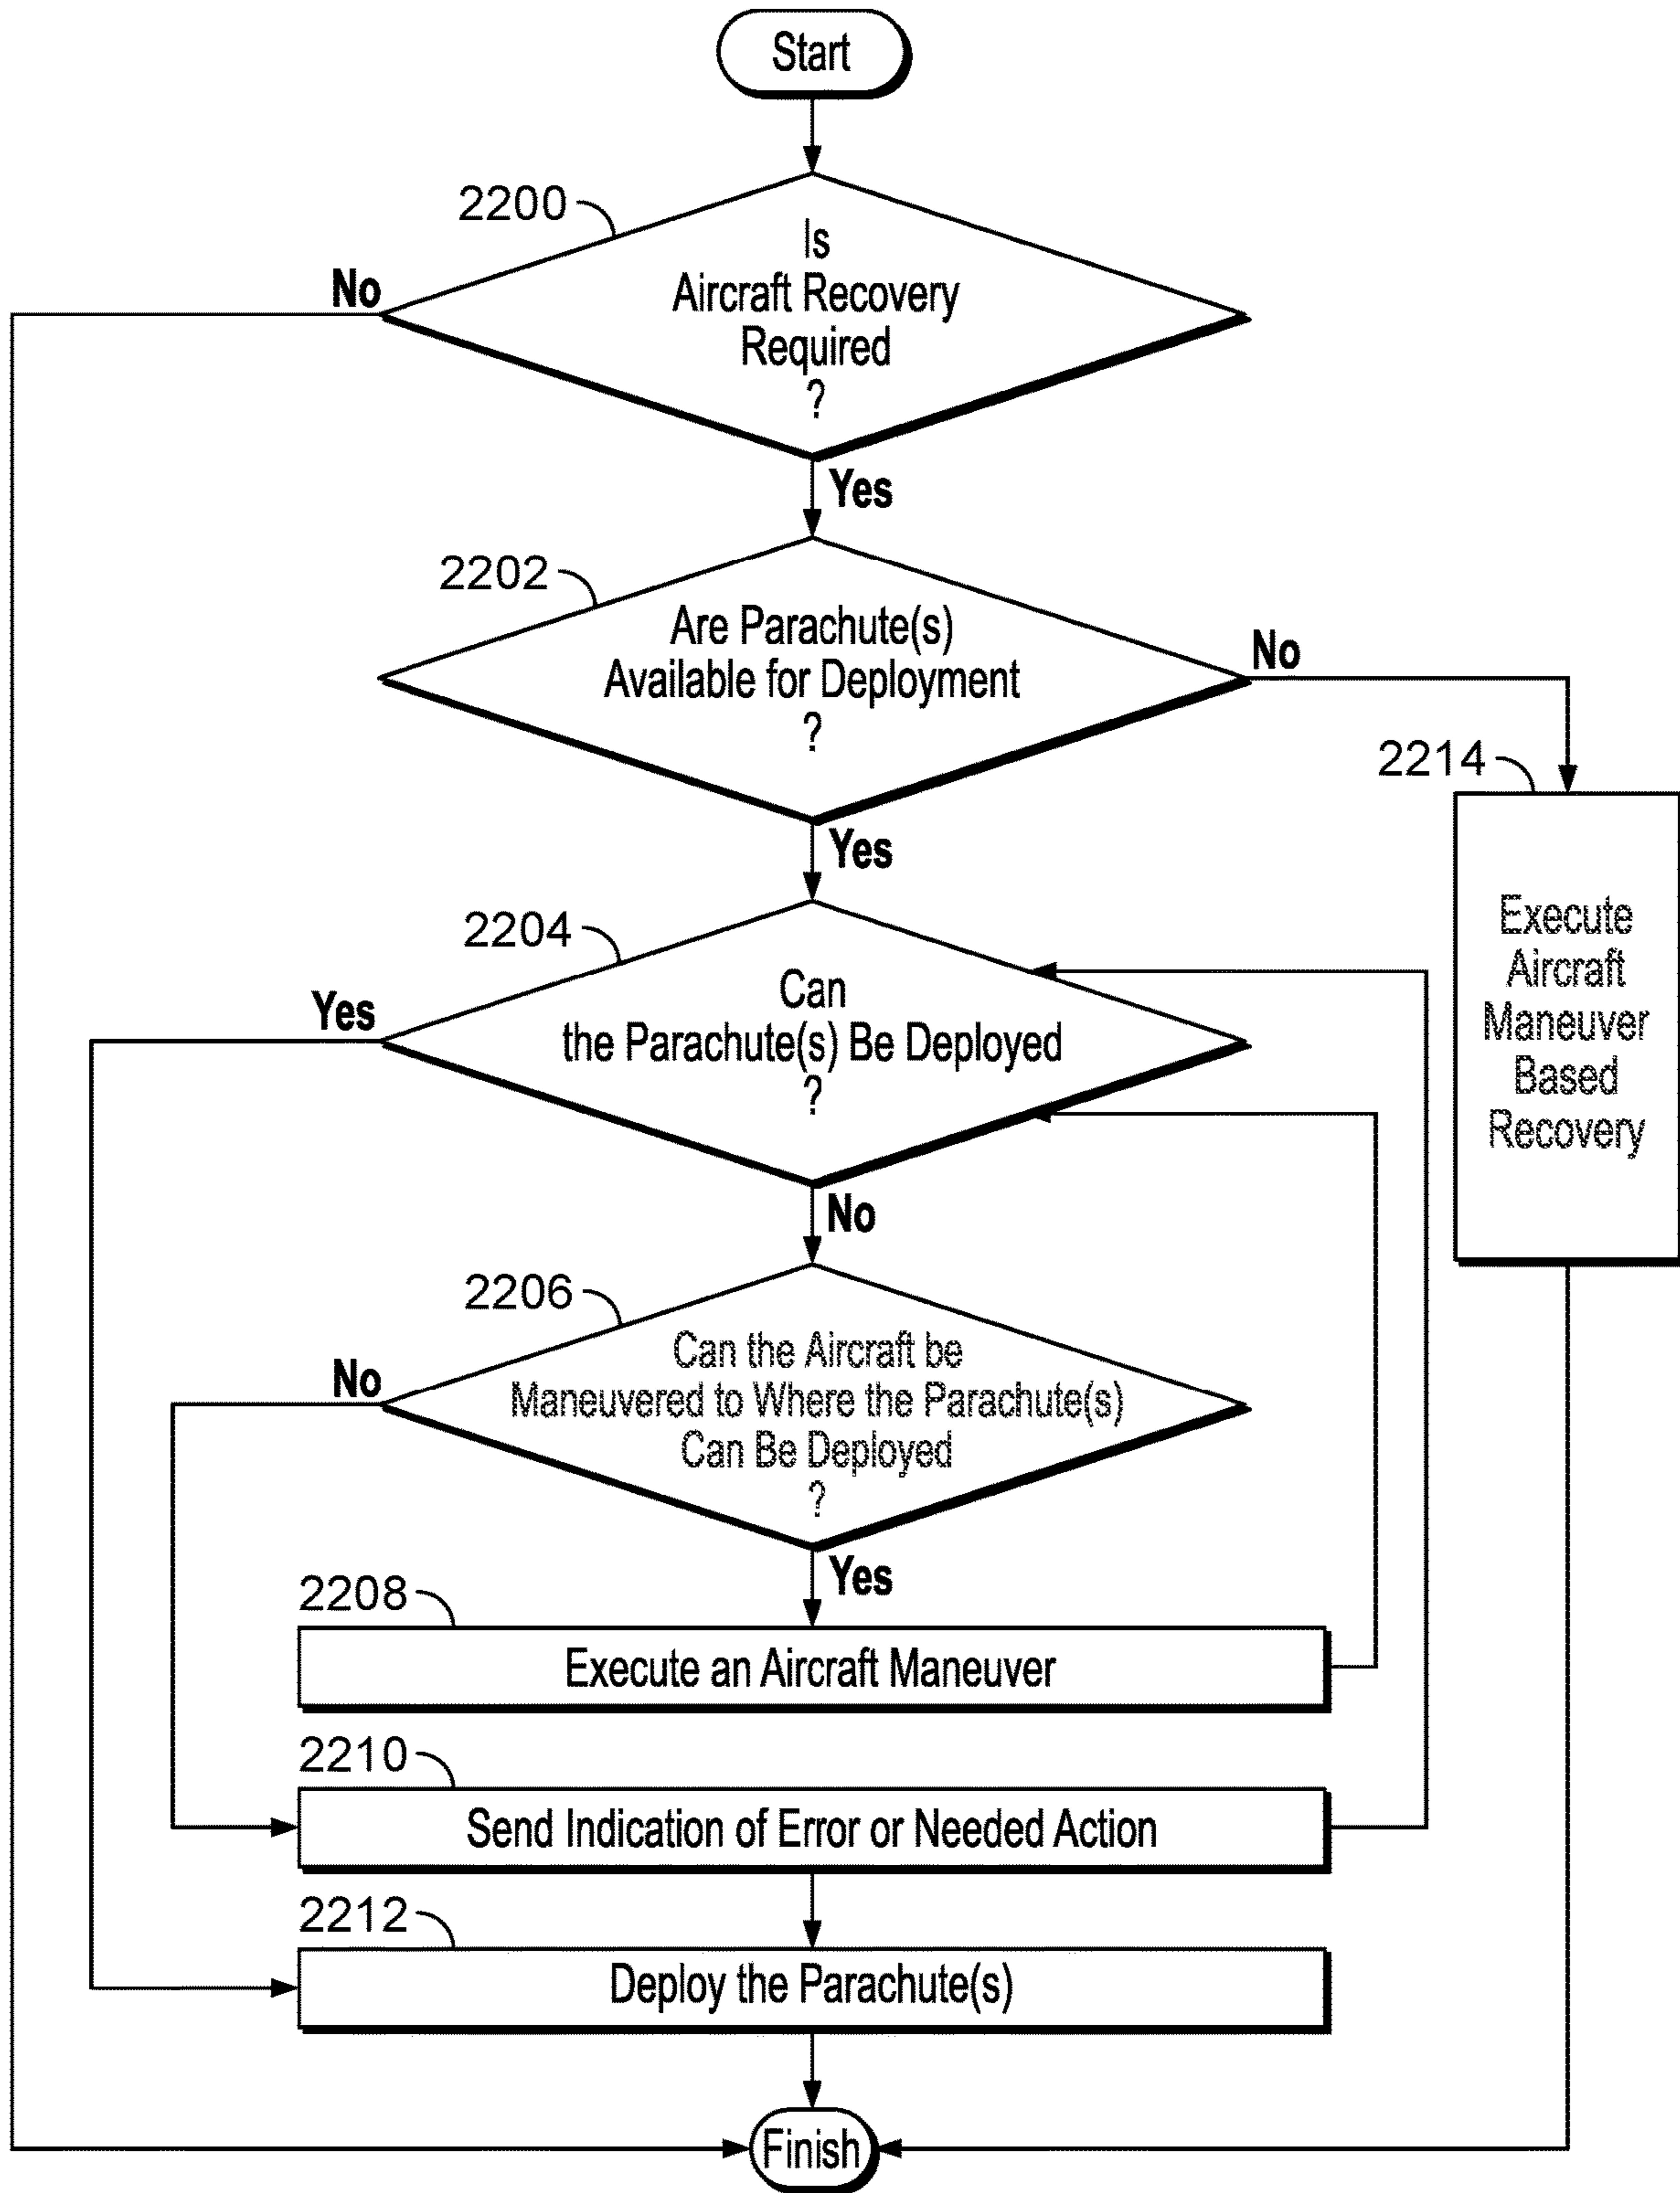 Start
2200
Is
Aircraft Recovery
Required
?
No
Yes
2202
Are Parachute(s)
Available for Deployment
?
No
Yes
2214
Execute
Aircraft
Maneuver
Based
Recovery
2204
Can
the Parachute(s) Be Deployed
?
Yes
No
2206
Can the Aircraft be
Maneuvered to Where the Parachute(s)
Can Be Deployed
?
No
Yes
2208
Execute an Aircraft Maneuver
2210
Send Indication of Error or Needed Action
2212
Deploy the Parachute(s)
Finish